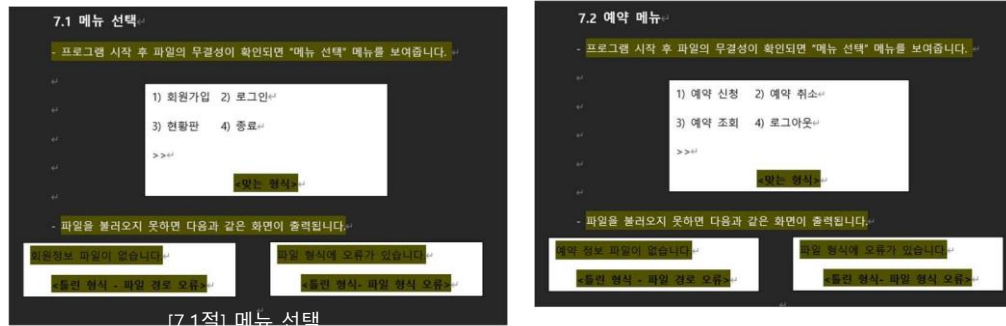 7.1 메뉴 선택
- 프로그램 시작 후 파일의 무결성이 확인되면 "메뉴 선택" 메뉴를 보여줍니다.
1) 회원가입 2) 로그인
3) 현황판 4) 종료
>>
<맞는 형식>
- 파일을 불러오지 못하면 다음과 같은 화면이 출력됩니다.
회원정보 파일이 없습니다
<틀린 형식 - 파일 경로 오류>
파일 형식에 오류가 있습니다
<틀린 형식- 파일 형식 오류>
[7.1절] 메뉴 선택
7.2 예약 메뉴
- 프로그램 시작 후 파일의 무결성이 확인되면 "메뉴 선택" 메뉴를 보여줍니다.
1) 예약 신청 2) 예약 취소
3) 예약 조회 4) 로그아웃
>>
<맞는 형식>
- 파일을 불러오지 못하면 다음과 같은 화면이 출력됩니다.
예약 정보 파일이 없습니다
<틀린 형식 - 파일 경로 오류>
파일 형식에 오류가 있습니다
<틀린 형식- 파일 형식 오류>